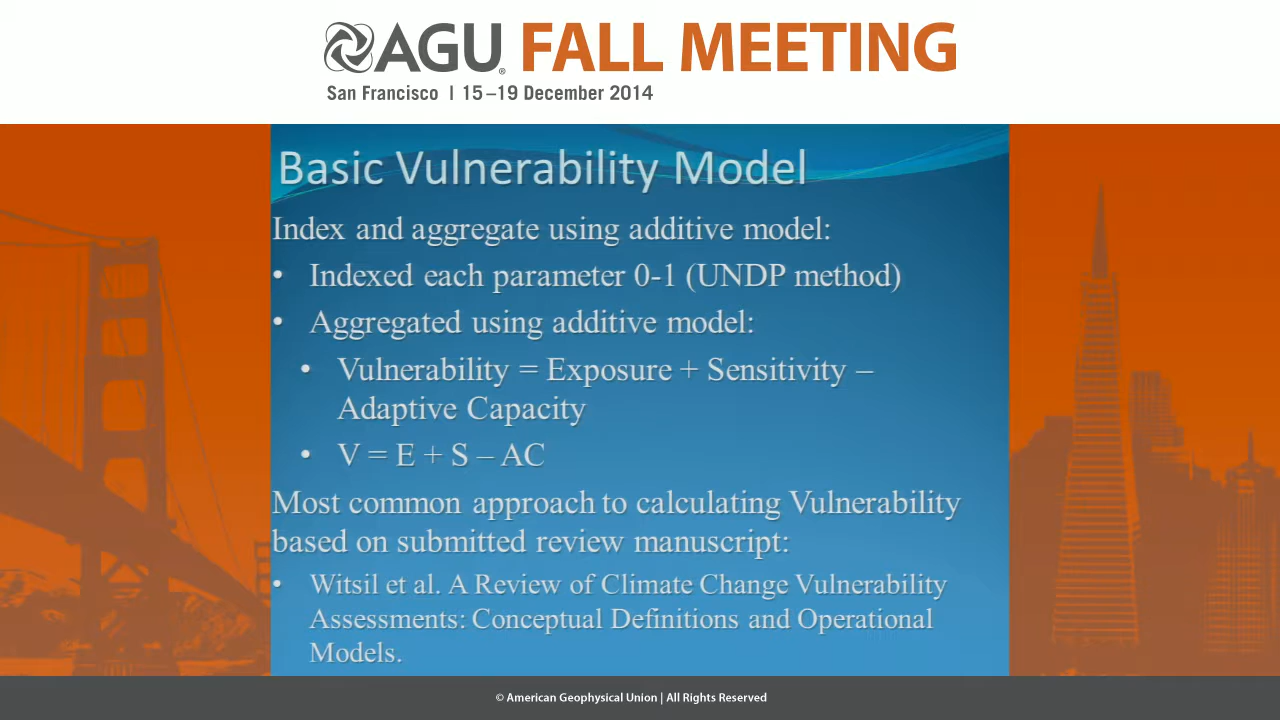 AGU® FALL MEETING
San Francisco | 15–19 December 2014
Basic Vulnerability Model
Index and aggregate using additive model:
• Indexed each parameter 0-1 (UNDP method)
• Aggregated using additive model:
• Vulnerability = Exposure + Sensitivity –
Adaptive Capacity
• V = E + S – AC
Most common approach to calculating Vulnerability
based on submitted review manuscript:
• Witsil et al. A Review of Climate Change Vulnerability
Assessments: Conceptual Definitions and Operational
Models.
© American Geophysical Union | All Rights Reserved